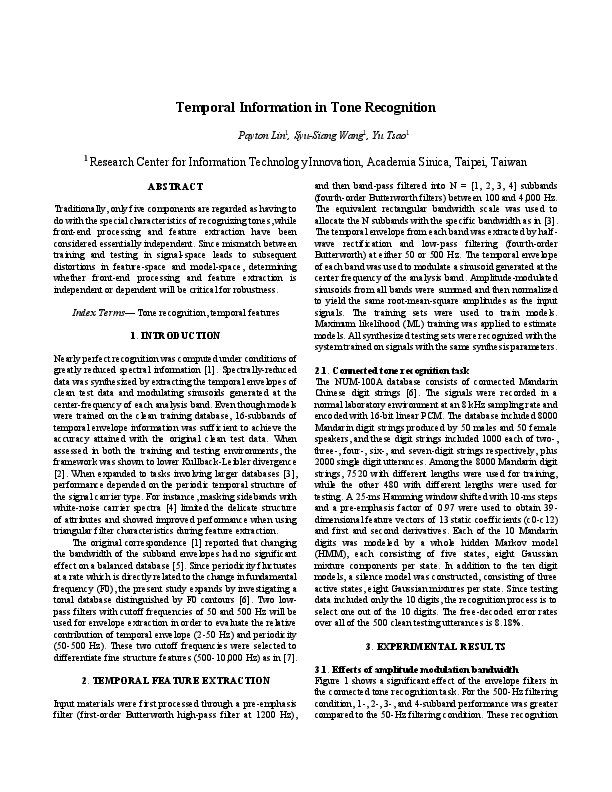 Temporal Information in Tone Recognition
Payton Lin1, Syu-Siang Wang1, Yu Tsao1
1 Research Center for Information Technology Innovation, Academia Sinica, Taipei, Taiwan
ABSTRACT
Traditionally, only five components are regarded as having to
do with the special characteristics of recognizing tones, while
front-end processing and feature extraction have been
considered essentially independent. Since mismatch between
training and testing in signal-space leads to subsequent
distortions in feature-space and model-space, determining
whether front-end processing and feature extraction is
independent or dependent will be critical for robustness.
Index Terms— Tone recognition, temporal features
1. INTRODUCTION
Nearly perfect recognition was computed under conditions of
greatly reduced spectral information [1]. Spectrally-reduced
data was synthesized by extracting the temporal envelopes of
clean test data and modulating sinusoids generated at the
center-frequency of each analysis band. Even though models
were trained on the clean training database, 16-subbands of
temporal envelope information was sufficient to achieve the
accuracy attained with the original clean test data. When
assessed in both the training and testing environments, the
framework was shown to lower Kullback-Leibler divergence
[2]. When expanded to tasks involving larger databases [3],
performance depended on the periodic temporal structure of
the signal carrier type. For instance, masking sidebands with
white-noise carrier spectra [4] limited the delicate structure
of attributes and showed improved performance when using
triangular filter characteristics during feature extraction.
The original correspondence [1] reported that changing
the bandwidth of the subband envelopes had no significant
effect on a balanced database [5]. Since periodicity fluctuates
at a rate which is directly related to the change in fundamental
frequency (F0), the present study expands by investigating a
tonal database distinguished by F0 contours [6]. Two low-
pass filters with cutoff frequencies of 50 and 500 Hz will be
used for envelope extraction in order to evaluate the relative
contribution of temporal envelope (2-50 Hz) and periodicity
(50-500 Hz). These two cutoff frequencies were selected to
differentiate fine structure features (500-10,000 Hz) as in [7].
2. TEMPORAL FEATURE EXTRACTION
Input materials were first processed through a pre-emphasis
filter (first-order Butterworth high-pass filter at 1200 Hz),
and then band-pass filtered into N = [1, 2, 3, 4] subbands
(fourth-order Butterworth filters) between 100 and 4,000 Hz.
The equivalent rectangular bandwidth scale was used to
allocate the N subbands with the specific bandwidth as in [3].
The temporal envelope from each band was extracted by half-
wave rectification and low-pass filtering (fourth-order
Butterworth) at either 50 or 500 Hz. The temporal envelope
of each band was used to modulate a sinusoid generated at the
center frequency of the analysis band. Amplitude-modulated
sinusoids from all bands were summed and then normalized
to yield the same root-mean-square amplitudes as the input
signals. The training sets were used to train models.
Maximum likelihood (ML) training was applied to estimate
models. All synthesized testing sets were recognized with the
system trained on signals with the same synthesis parameters.
2.1. Connected tone recognition task
The NUM-100A database consists of connected Mandarin
Chinese digit strings [6]. The signals were recorded in a
normal laboratory environment at an 8 kHz sampling rate and
encoded with 16-bit linear PCM. The database included 8000
Mandarin digit strings produced by 50 males and 50 female
speakers, and these digit strings included 1000 each of two-,
three-, four-, six-, and seven-digit strings respectively, plus
2000 single digit utterances. Among the 8000 Mandarin digit
strings, 7520 with different lengths were used for training,
while the other 480 with different lengths were used for
testing. A 25-ms Hamming window shifted with 10-ms steps
and a pre-emphasis factor of 0.97 were used to obtain 39-
dimensional feature vectors of 13 static coefficients (c0-c12)
and first and second derivatives. Each of the 10 Mandarin
digits was modeled by a whole hidden Markov model
(HMM), each consisting of five states, eight Gaussian
mixture components per state. In addition to the ten digit
models, a silence model was constructed, consisting of three
active states, eight Gaussian mixtures per state. Since testing
data included only the 10 digits, the recognition process is to
select one out of the 10 digits. The free-decoded error rates
over all of the 500 clean testing utterances is 8.18%.
3. EXPERIMENTAL RESULTS
3.1. Effects of amplitude modulation bandwidth
Figure 1 shows a significant effect of the envelope filters in
the connected tone recognition task. For the 500-Hz filtering
condition, 1-, 2-, 3-, and 4-subband performance was greater
compared to the 50-Hz filtering condition. These recognition